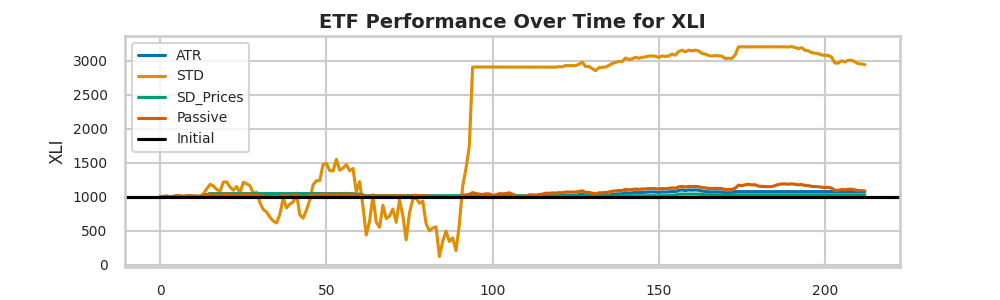 ETF Performance Over Time for XLI
XLI
3000
2500
2000
1500
1000
500
0
ATR
STD
SD_Prices
Passive
Initial
0 50 100 150 200